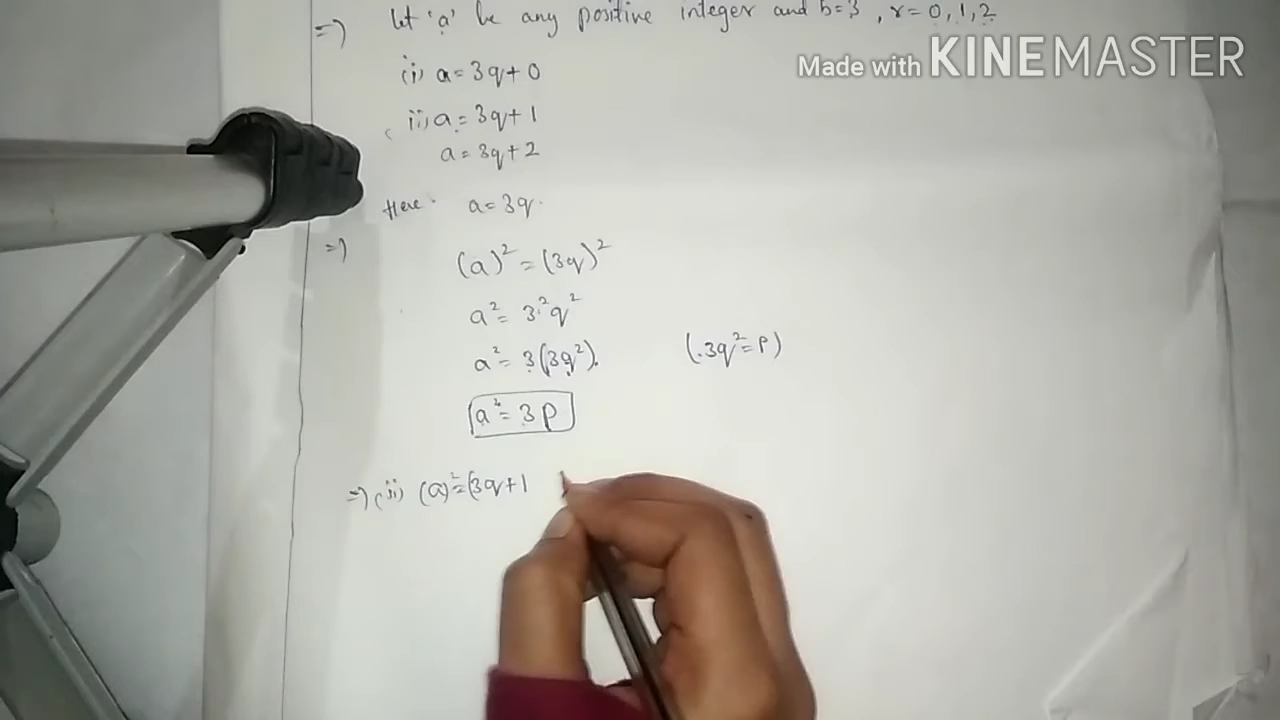 =) Let 'a' be any positive integer and b=3, r=0,1,2
Made with KINEMASTER
(i) a=3q+0
(ii) a=3q+1
a=3q+2
Here a=3q.
=)
(a)²=(3q)²
a²=3²q²
a²=3(3q²). (.3q²=P)
a²=3P
=) (ii) (a)²=(3q+1